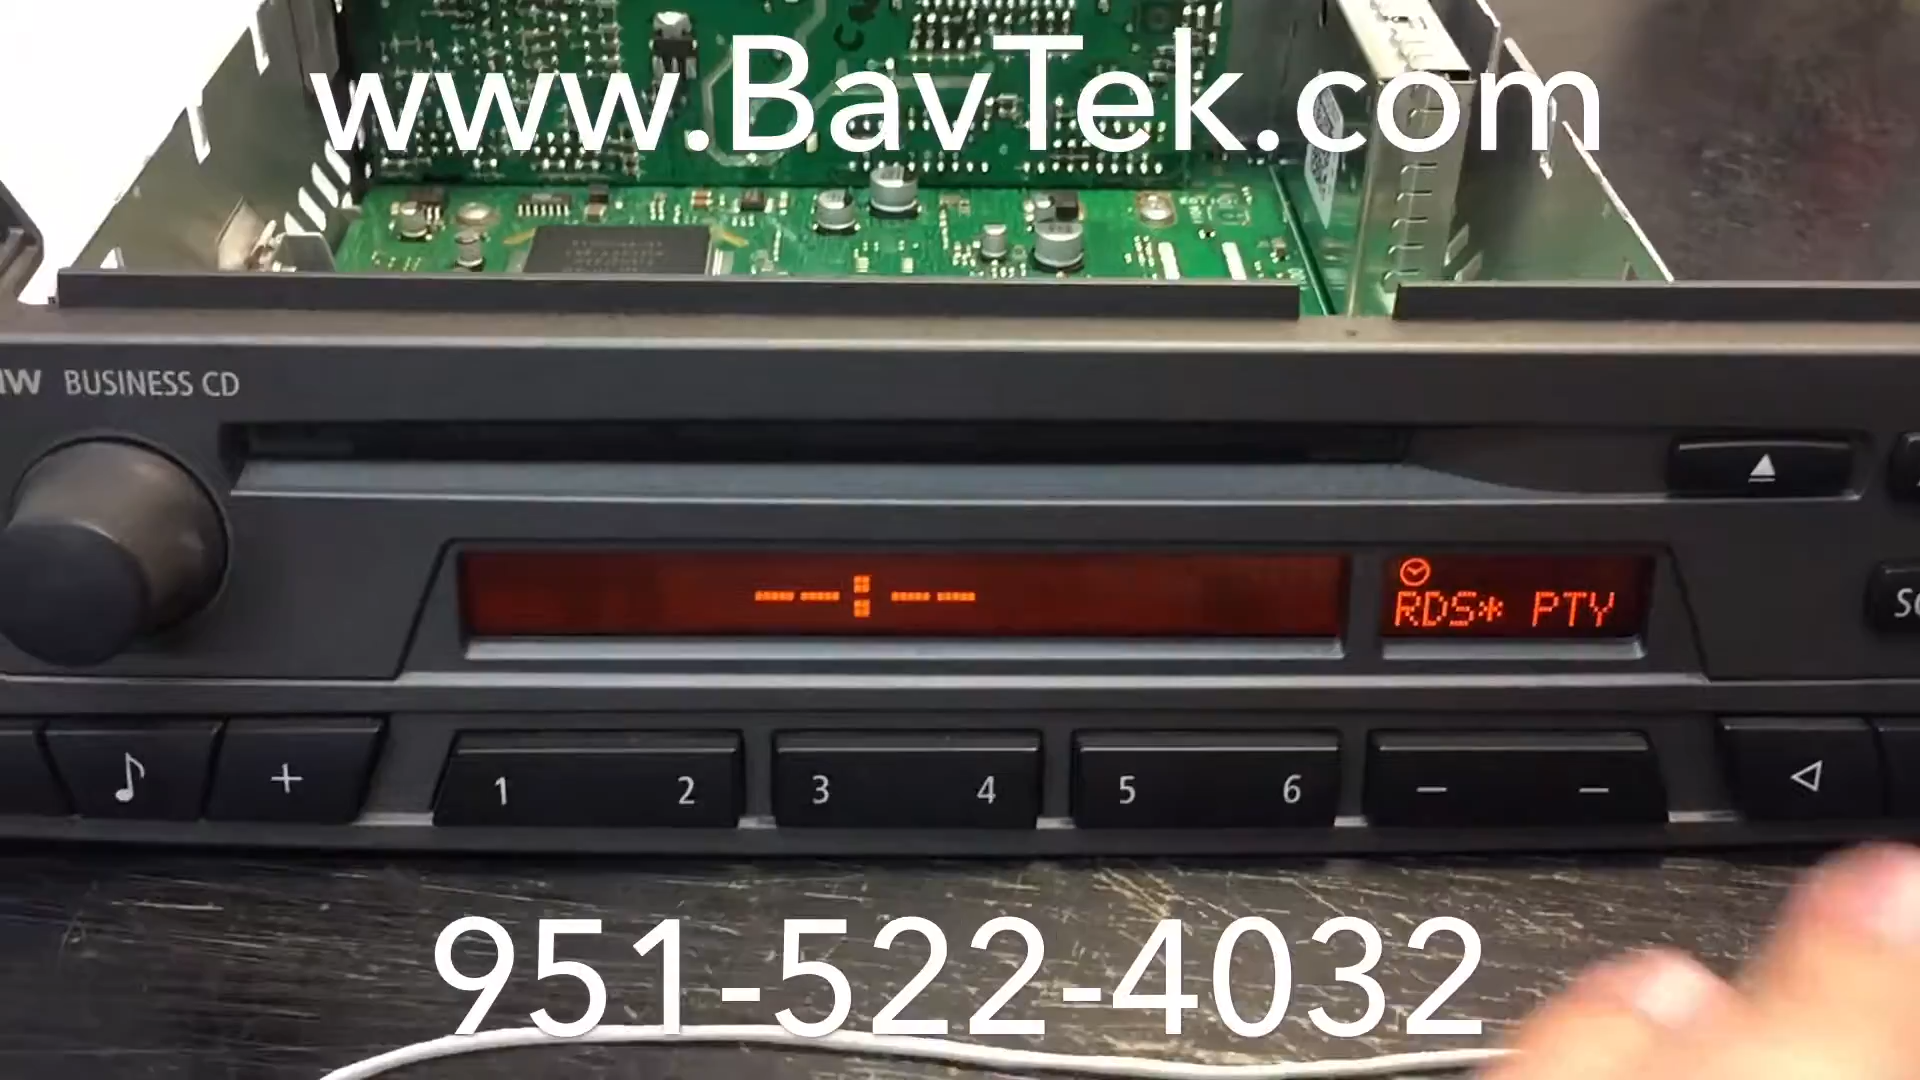 www.BavTek.com
BUSINESS CD
--:--
RDS* PTY
1 2 3 4 5 6 — —
951-522-4032